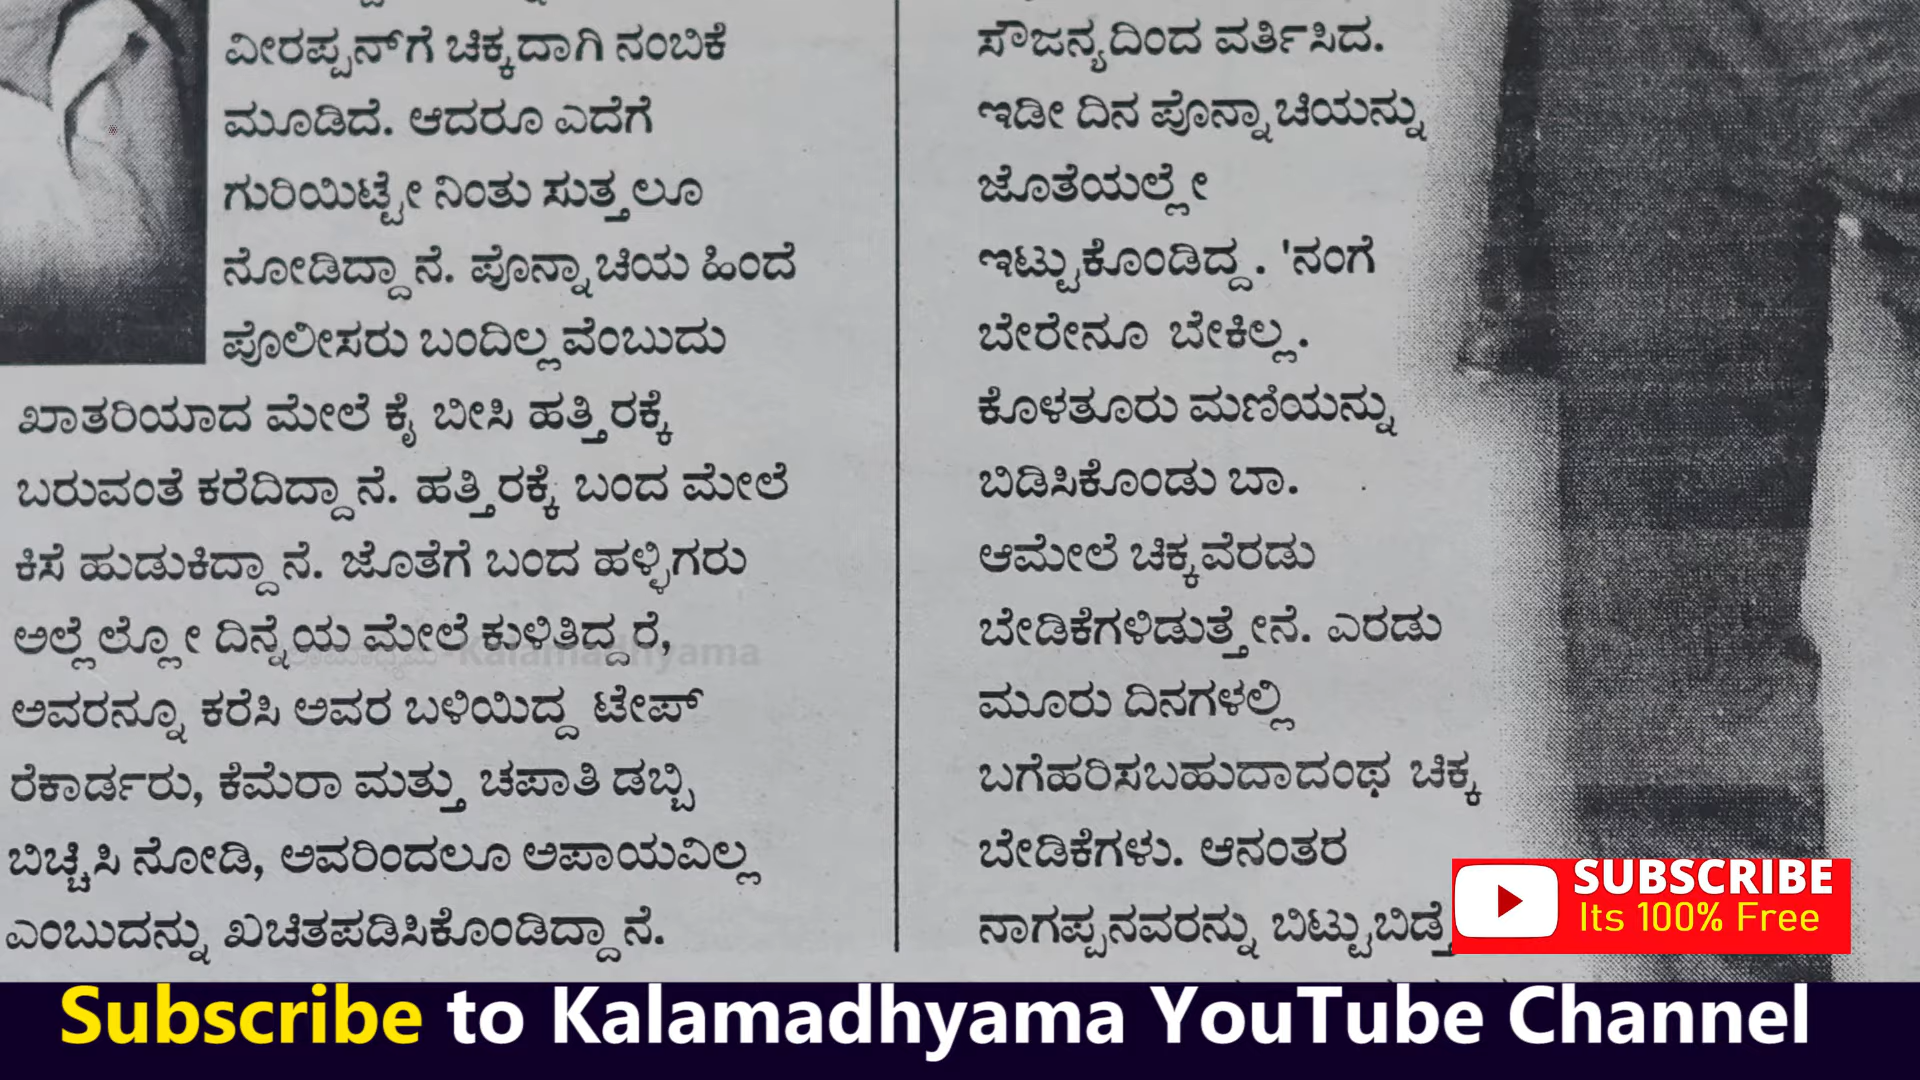 ವೀರಪ್ಪನ್‌ಗೆ ಚಿಕ್ಕದಾಗಿ ನಂಬಿಕೆ
ಮೂಡಿದೆ. ಆದರೂ ಎದೆಗೆ
ಗುರಿಯಿಟ್ಟೇ ನಿಂತು ಸುತ್ತಲೂ
ನೋಡಿದ್ದಾನೆ. ಪೊನ್ನಾಚಿಯ ಹಿಂದೆ
ಪೊಲೀಸರು ಬಂದಿಲ್ಲವೆಂಬುದು
ಖಾತರಿಯಾದ ಮೇಲೆ ಕೈ ಬೀಸಿ ಹತ್ತಿರಕ್ಕೆ
ಬರುವಂತೆ ಕರೆದಿದ್ದಾನೆ. ಹತ್ತಿರಕ್ಕೆ ಬಂದ ಮೇಲೆ
ಕಿಸೆ ಹುಡುಕಿದ್ದಾನೆ. ಜೊತೆಗೆ ಬಂದ ಹಳ್ಳಿಗರು
ಅಲ್ಲೆಲ್ಲೋ ದಿನ್ನೆಯ ಮೇಲೆ ಕುಳಿತಿದ್ದರೆ,
ಅವರನ್ನೂ ಕರೆಸಿ ಅವರ ಬಳಿಯಿದ್ದ ಟೇಪ್
ರೆಕಾರ್ಡರು, ಕೆಮೆರಾ ಮತ್ತು ಚಪಾತಿ ಡಬ್ಬಿ
ಬಿಚ್ಚಿಸಿ ನೋಡಿ, ಅವರಿಂದಲೂ ಅಪಾಯವಿಲ್ಲ
ಎಂಬುದನ್ನು ಖಚಿತಪಡಿಸಿಕೊಂಡಿದ್ದಾನೆ.
ಸೌಜನ್ಯದಿಂದ ವರ್ತಿಸಿದ.
ಇಡೀ ದಿನ ಪೊನ್ನಾಚಿಯನ್ನು
ಜೊತೆಯಲ್ಲೇ
ಇಟ್ಟುಕೊಂಡಿದ್ದ. 'ನಂಗೆ
ಬೇರೇನೂ ಬೇಕಿಲ್ಲ.
ಕೊಳತೂರು ಮಣಿಯನ್ನು
ಬಿಡಿಸಿಕೊಂಡು ಬಾ.
ಆಮೇಲೆ ಚಿಕ್ಕವೆರಡು
ಬೇಡಿಕೆಗಳಿಡುತ್ತೇನೆ. ಎರಡು
ಮೂರು ದಿನಗಳಲ್ಲಿ
ಬಗೆಹರಿಸಬಹುದಾದಂಥ ಚಿಕ್ಕ
ಬೇಡಿಕೆಗಳು. ಆನಂತರ
ನಾಗಪ್ಪನವರನ್ನು ಬಿಟ್ಟುಬಿಡ್ತೆ
Kalamadhyama
SUBSCRIBE
Its 100% Free
Subscribe to Kalamadhyama YouTube Channel